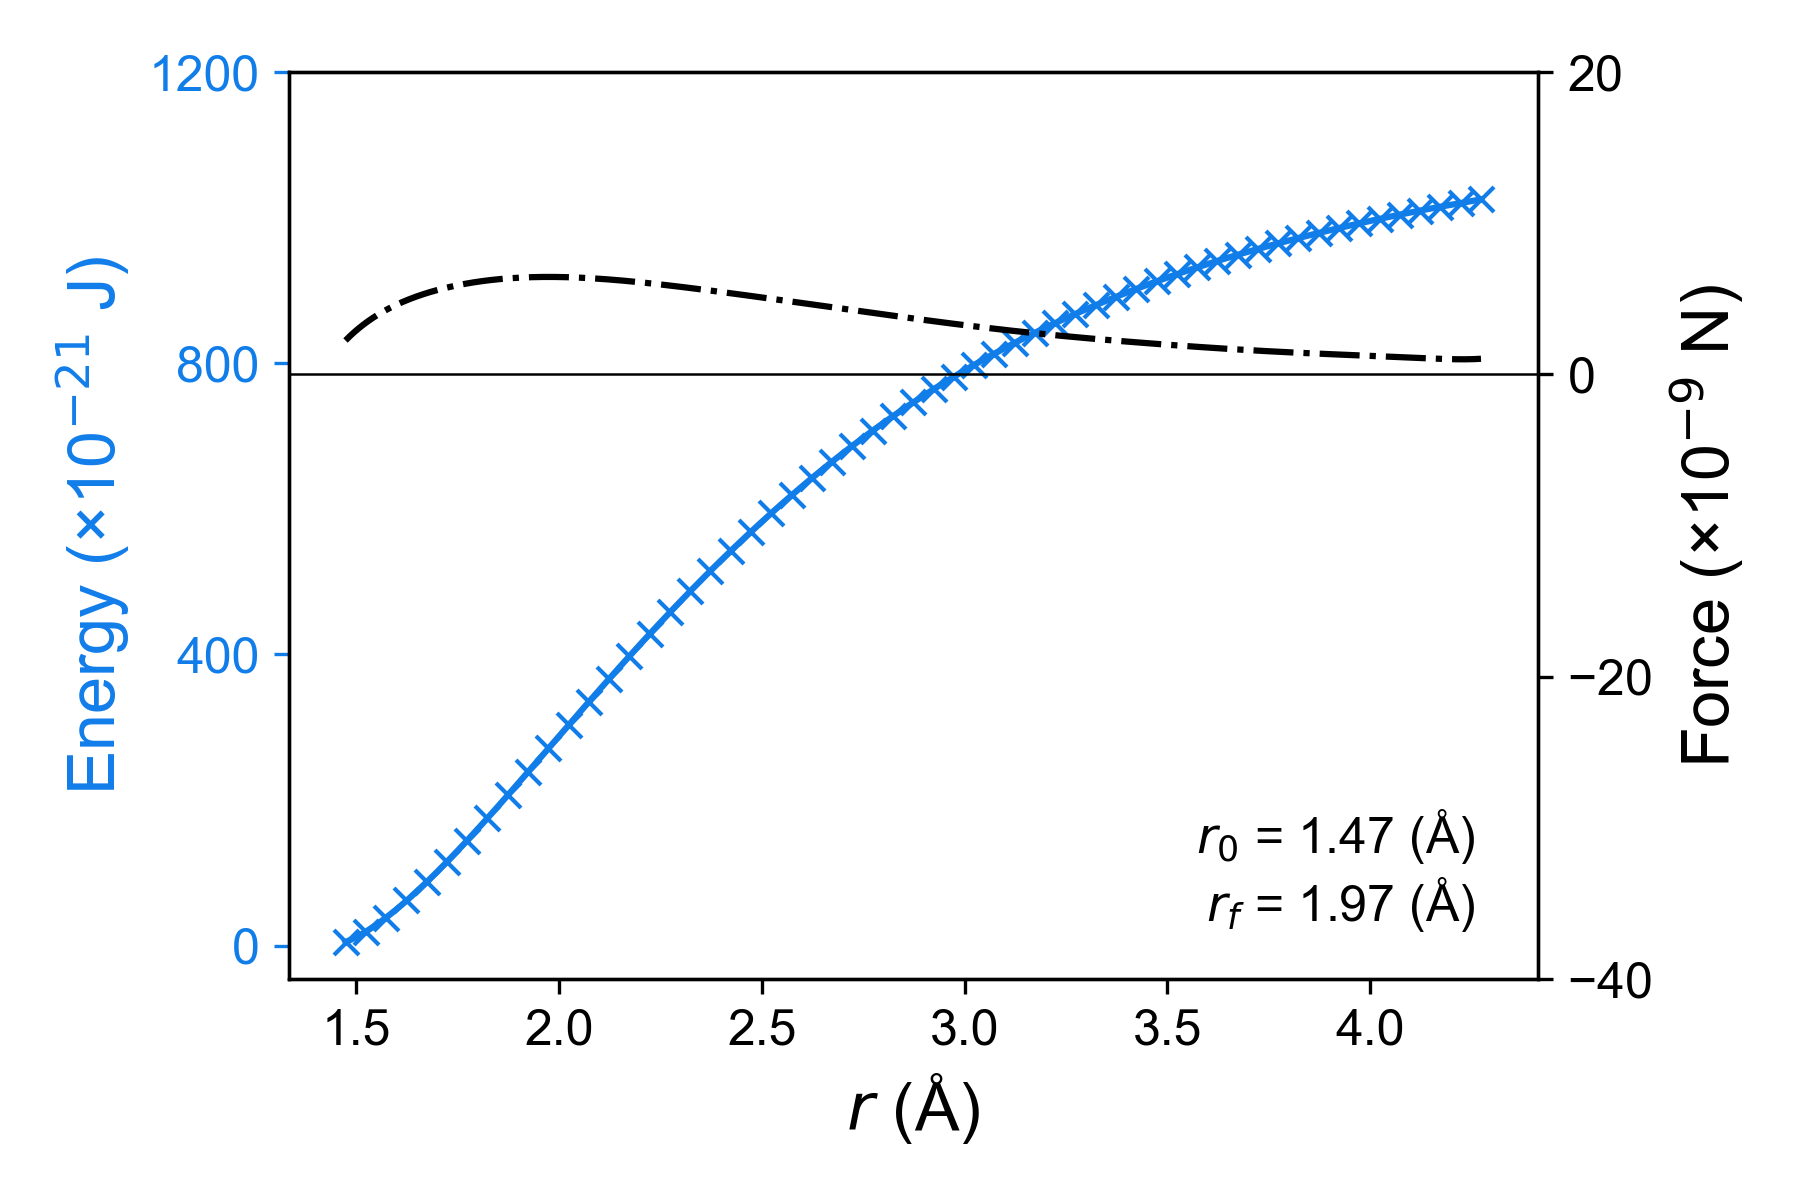 1200
800
400
0
Energy (×10⁻²¹ J)
20
0
−20
−40
Force (×10⁻⁹ N)
r₀ = 1.47 (Å)
r_f = 1.97 (Å)
1.5 2.0 2.5 3.0 3.5 4.0
r (Å)